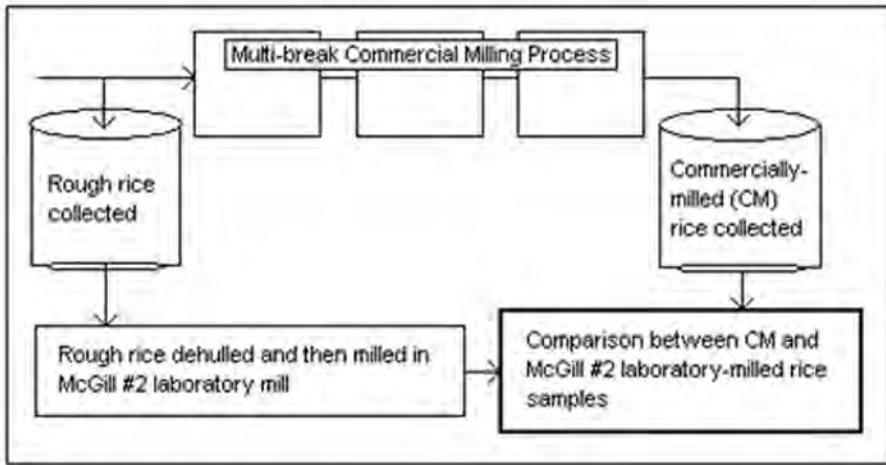 Multi-break Commercial Milling Process
Rough rice
collected
Commercially-
milled (CM)
rice collected
Rough rice dehulled and then milled in
McGill #2 laboratory mill
Comparison between CM and
McGill #2 laboratory-milled rice
samples